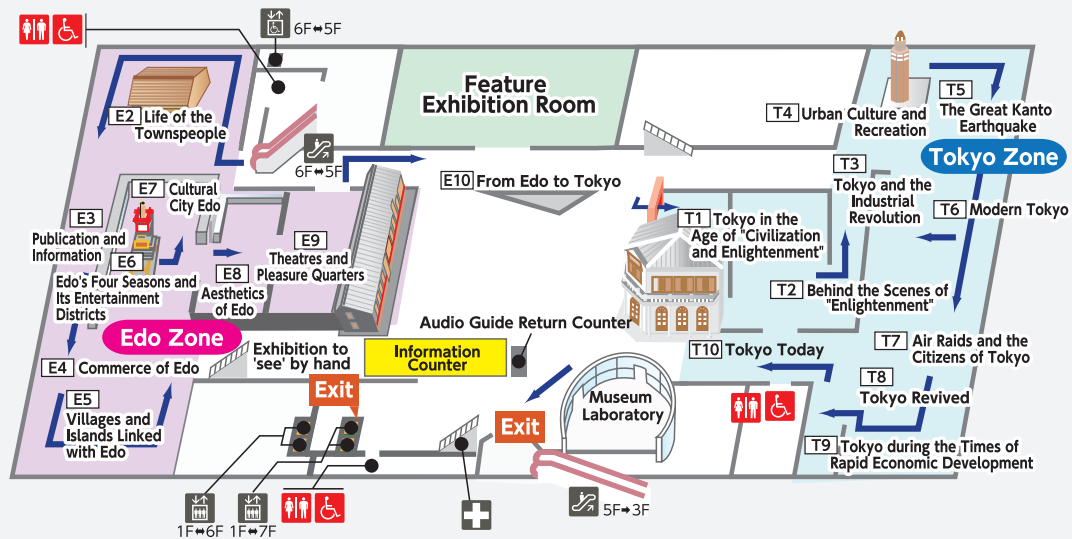 6F⬌5F
Feature
Exhibition Room
E2 Life of the
Townspeople
6F⬌5F
T4 Urban Culture and
Recreation
T5
The Great Kanto
Earthquake
Tokyo Zone
E7 Cultural
City Edo
E10 From Edo to Tokyo
T3
Tokyo and the
Industrial
Revolution
T6 Modern Tokyo
E3
Publication and
Information
T1 Tokyo in the
Age of "Civilization
and Enlightenment"
E9
Theatres and
Pleasure Quarters
E6
Edo's Four Seasons and
Its Entertainment
Districts
E8
Aesthetics
of Edo
T2 Behind the Scenes of
"Enlightenment"
Edo Zone
Audio Guide Return Counter
Exhibition to
'see' by hand
Information
Counter
T10 Tokyo Today
T7 Air Raids and the
Citizens of Tokyo
E4 Commerce of Edo
T8
Tokyo Revived
Exit
E5
Villages and
Islands Linked
with Edo
Museum
Laboratory
Exit
T9 Tokyo during the Times of
Rapid Economic Development
1F⬌6F
1F⬌7F
5F➡3F